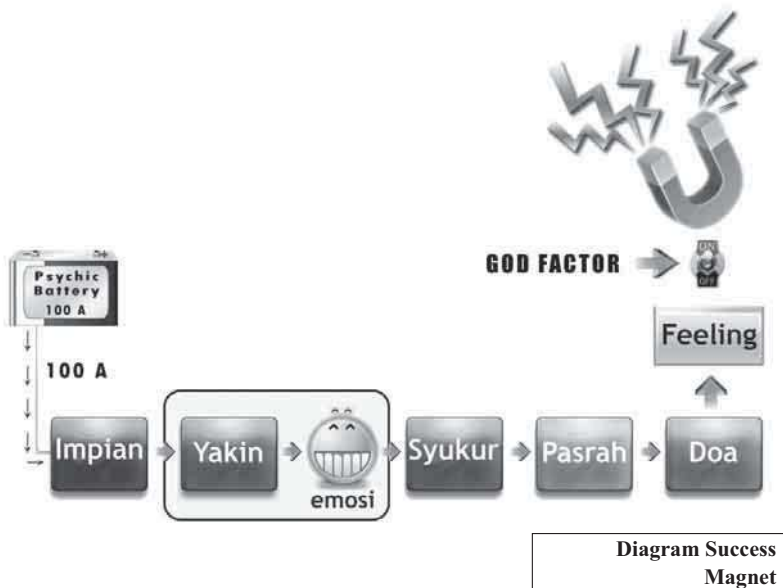 GOD FACTOR
ON
OFF
Psychic
Battery
100 A
100 A
Feeling
Impian
Yakin
emosi
Syukur
Pasrah
Doa
Diagram Success
Magnet